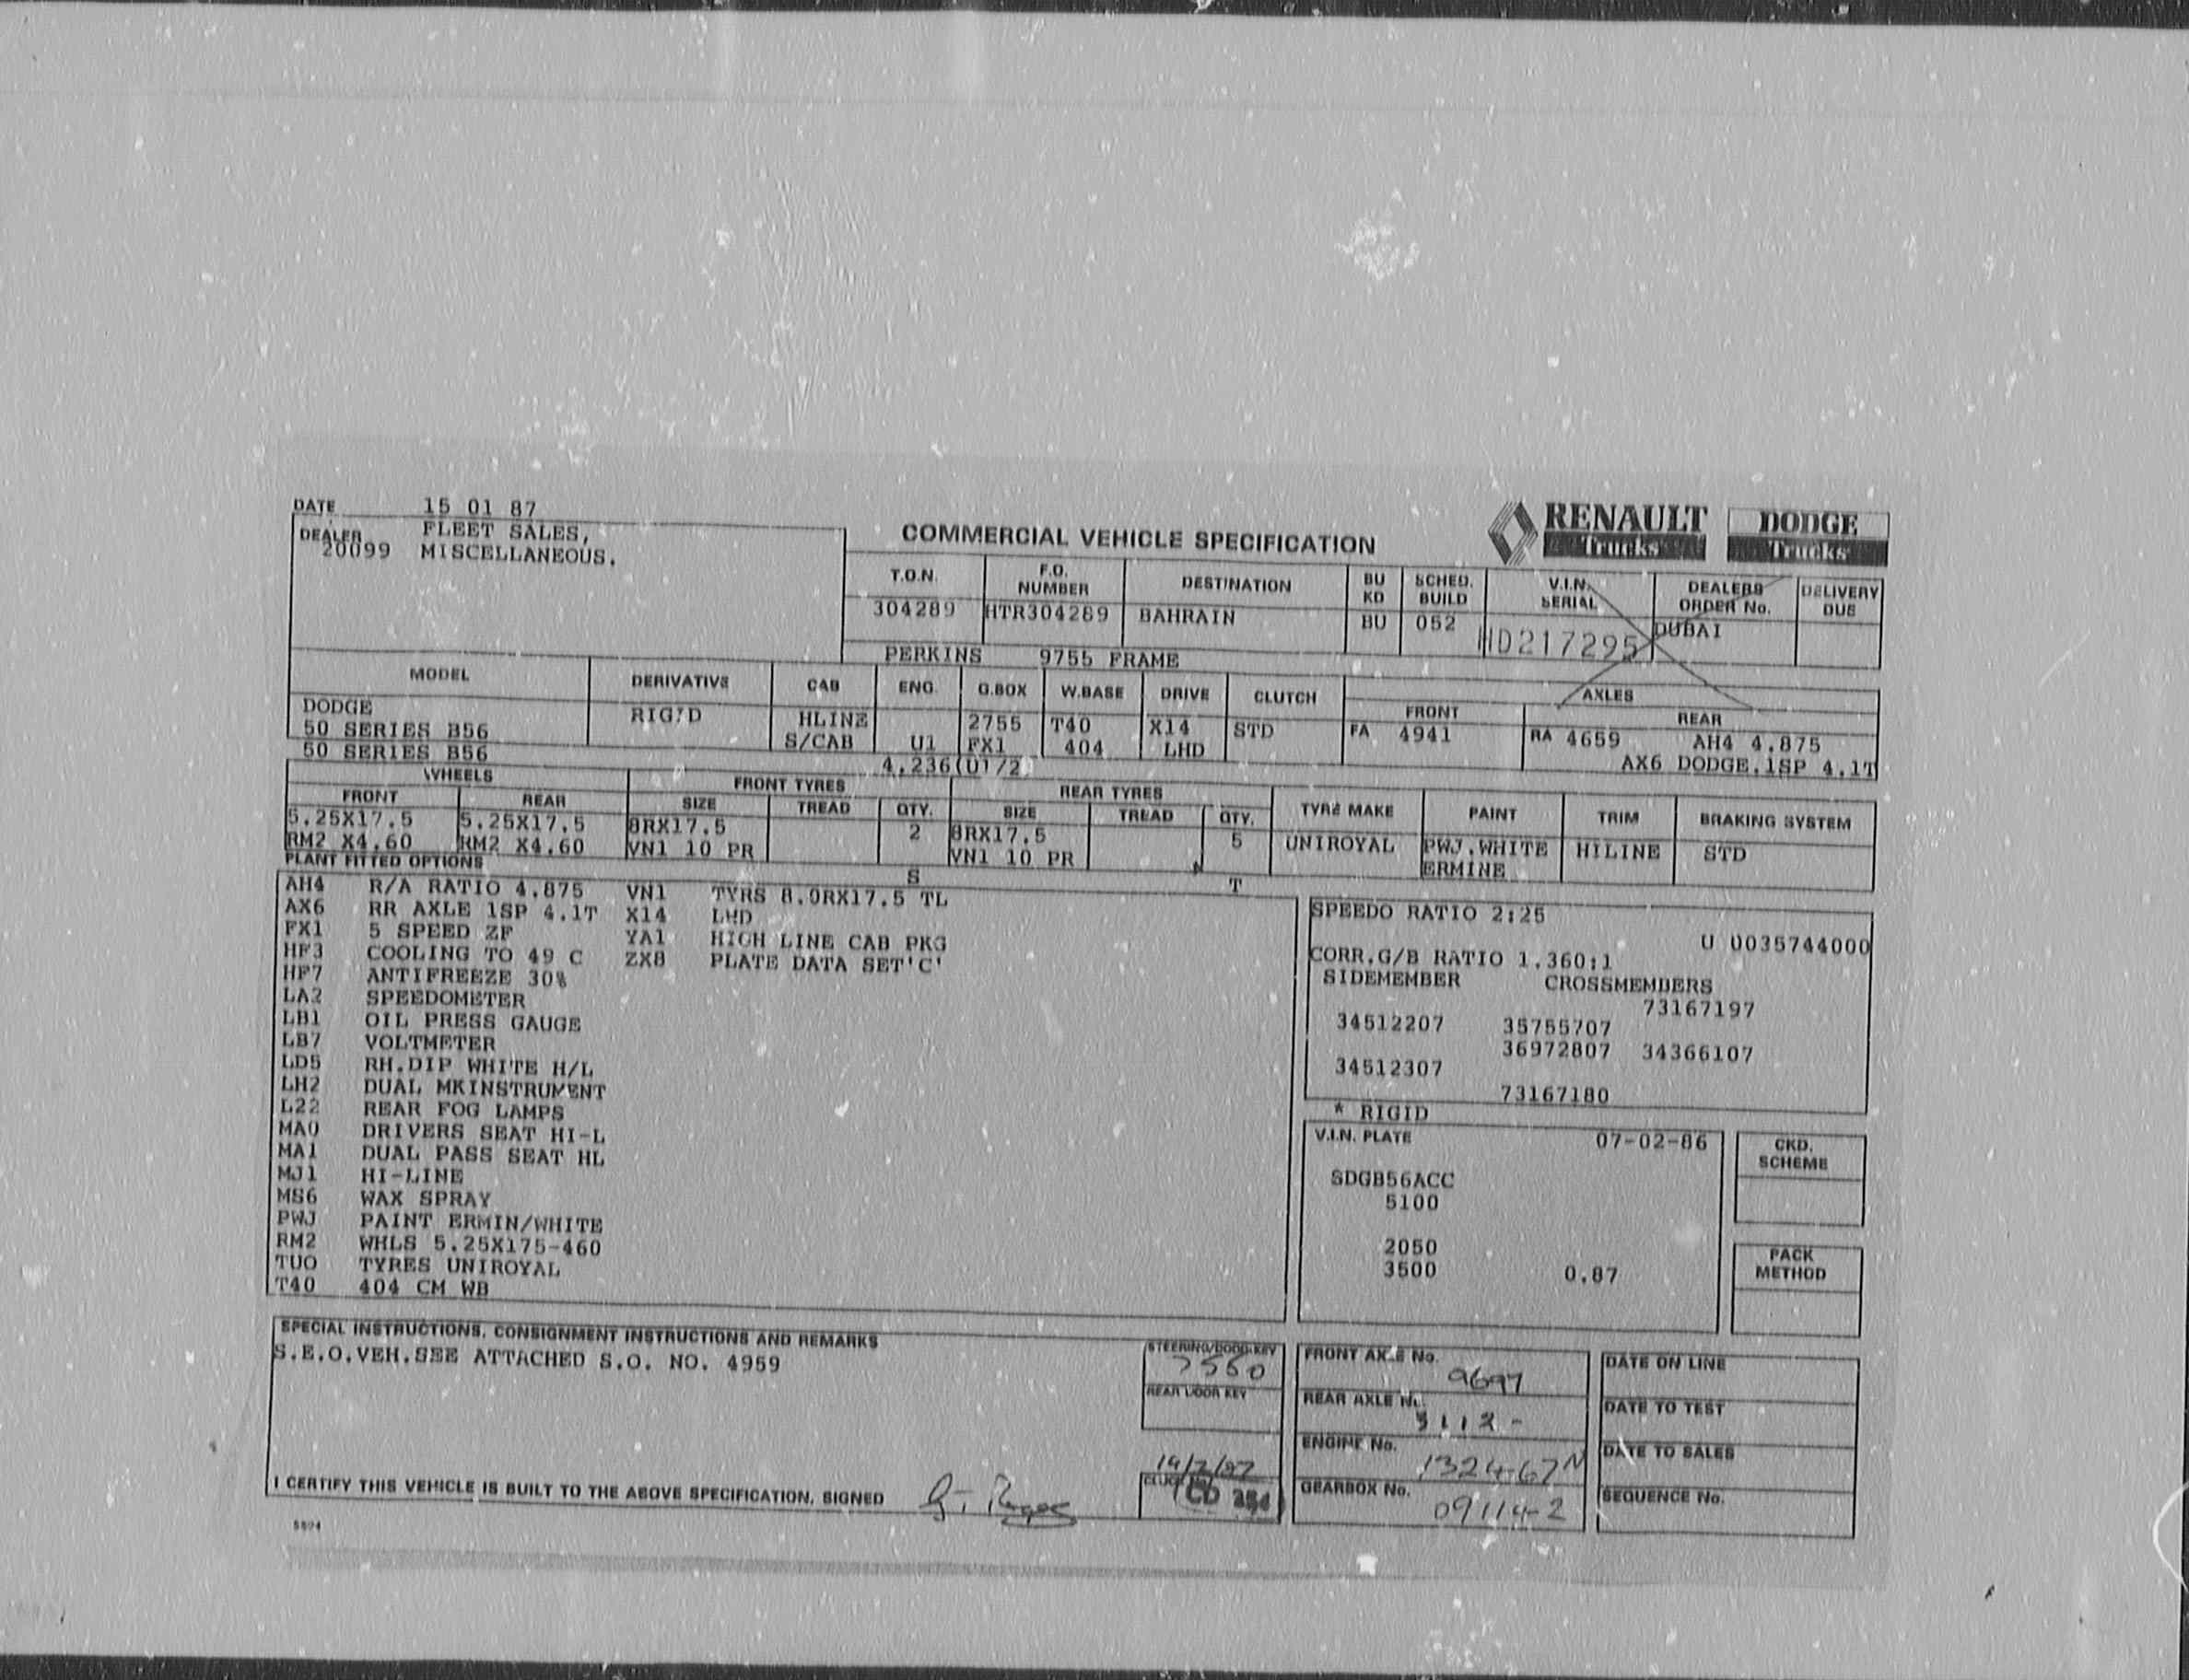 DATE 15 01 87
DEALER FLEET SALES,
20099 MISCELLANEOUS.
COMMERCIAL VEHICLE SPECIFICATION
RENAULT Trucks
DODGE Trucks
T.O.N. F.O. NUMBER DESTINATION BU KD SCHED. BUILD V.I.N. SERIAL DEALERS ORDER No. DELIVERY DUE
304289 HTR304289 BAHRAIN BU 052 HD217295 DUBAI
PERKINS 9755 FRAME
MODEL DERIVATIVE CAB ENG. G.BOX W.BASE DRIVE CLUTCH AXLES
FRONT REAR
DODGE RIGID HLINE 2755 T40 X14 STD FA 4941 RA 4659 AH4 4.875
50 SERIES B56 S/CAB U1 FX1 404 LHD
50 SERIES B56 4.236(U1/2) AX6 DODGE.1SP 4.1T
WHEELS FRONT TYRES REAR TYRES
FRONT REAR SIZE TREAD QTY. SIZE TREAD QTY. TYRE MAKE PAINT TRIM BRAKING SYSTEM
5.25X17.5 5.25X17.5 8RX17.5 2 8RX17.5 5 UNIROYAL PWJ.WHITE HILINE STD
RM2 X4.60 RM2 X4.60 VN1 10 PR VN1 10 PR ERMINE
PLANT FITTED OPTIONS S T
AH4 R/A RATIO 4.875 VN1 TYRS 8.0RX17.5 TL
AX6 RR AXLE 1SP 4.1T X14 LHD
FX1 5 SPEED ZF YA1 HIGH LINE CAB PKG
HF3 COOLING TO 49 C ZX8 PLATE DATA SET'C'
HF7 ANTIFREEZE 30%
LA2 SPEEDOMETER
LB1 OIL PRESS GAUGE
LB7 VOLTMETER
LD5 RH.DIP WHITE H/L
LH2 DUAL MKINSTRUMENT
L22 REAR FOG LAMPS
MA0 DRIVERS SEAT HI-L
MA1 DUAL PASS SEAT HL
MJ1 HI-LINE
MS6 WAX SPRAY
PWJ PAINT ERMIN/WHITE
RM2 WHLS 5.25X175-460
TUO TYRES UNIROYAL
T40 404 CM WB
SPEEDO RATIO 2:25
U 0035744000
CORR.G/B RATIO 1.360:1
SIDEMEMBER CROSSMEMBERS
73167197
34512207 35755707
36972807 34366107
34512307
73167180
* RIGID
V.I.N. PLATE 07-02-86
SDGB56ACC
5100
2050
3500 0.87
CKD. SCHEME
PACK METHOD
SPECIAL INSTRUCTIONS, CONSIGNMENT INSTRUCTIONS AND REMARKS
S.E.O.VEH.SEE ATTACHED S.O. NO. 4959
STEERING/DOOR KEY
REAR DOOR KEY
FRONT AXLE No. 9697
REAR AXLE No.
ENGINE No. 132467N
GEARBOX No. 09114-2
DATE ON LINE
DATE TO TEST
DATE TO SALES
SEQUENCE No.
I CERTIFY THIS VEHICLE IS BUILT TO THE ABOVE SPECIFICATION. SIGNED